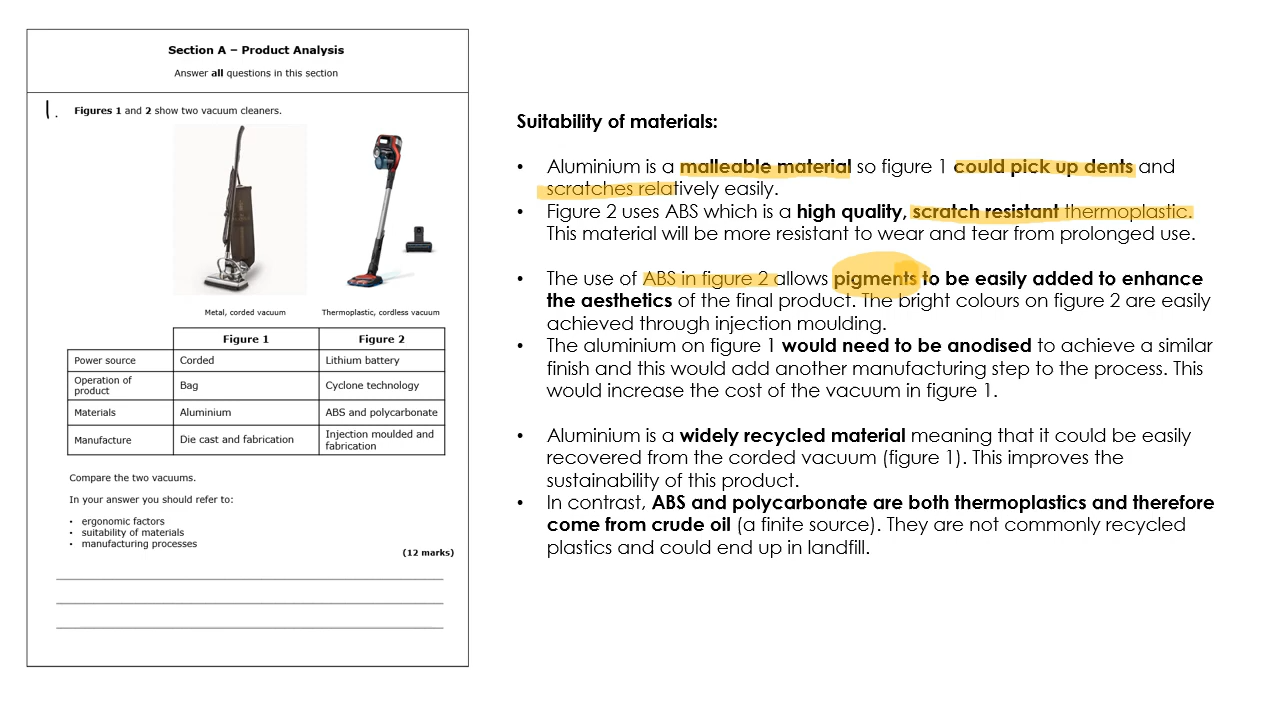 Section A – Product Analysis
Answer all questions in this section
1.
Figures 1 and 2 show two vacuum cleaners.
Metal, corded vacuum
Thermoplastic, cordless vacuum
Figure 1
Figure 2
Power source
Corded
Lithium battery
Operation of
product
Bag
Cyclone technology
Materials
Aluminium
ABS and polycarbonate
Manufacture
Die cast and fabrication
Injection moulded and
fabrication
Compare the two vacuums.
In your answer you should refer to:
• ergonomic factors
• suitability of materials
• manufacturing processes
(12 marks)
Suitability of materials:
• Aluminium is a malleable material so figure 1 could pick up dents and
scratches relatively easily.
• Figure 2 uses ABS which is a high quality, scratch resistant thermoplastic.
This material will be more resistant to wear and tear from prolonged use.
• The use of ABS in figure 2 allows pigments to be easily added to enhance
the aesthetics of the final product. The bright colours on figure 2 are easily
achieved through injection moulding.
• The aluminium on figure 1 would need to be anodised to achieve a similar
finish and this would add another manufacturing step to the process. This
would increase the cost of the vacuum in figure 1.
• Aluminium is a widely recycled material meaning that it could be easily
recovered from the corded vacuum (figure 1). This improves the
sustainability of this product.
• In contrast, ABS and polycarbonate are both thermoplastics and therefore
come from crude oil (a finite source). They are not commonly recycled
plastics and could end up in landfill.